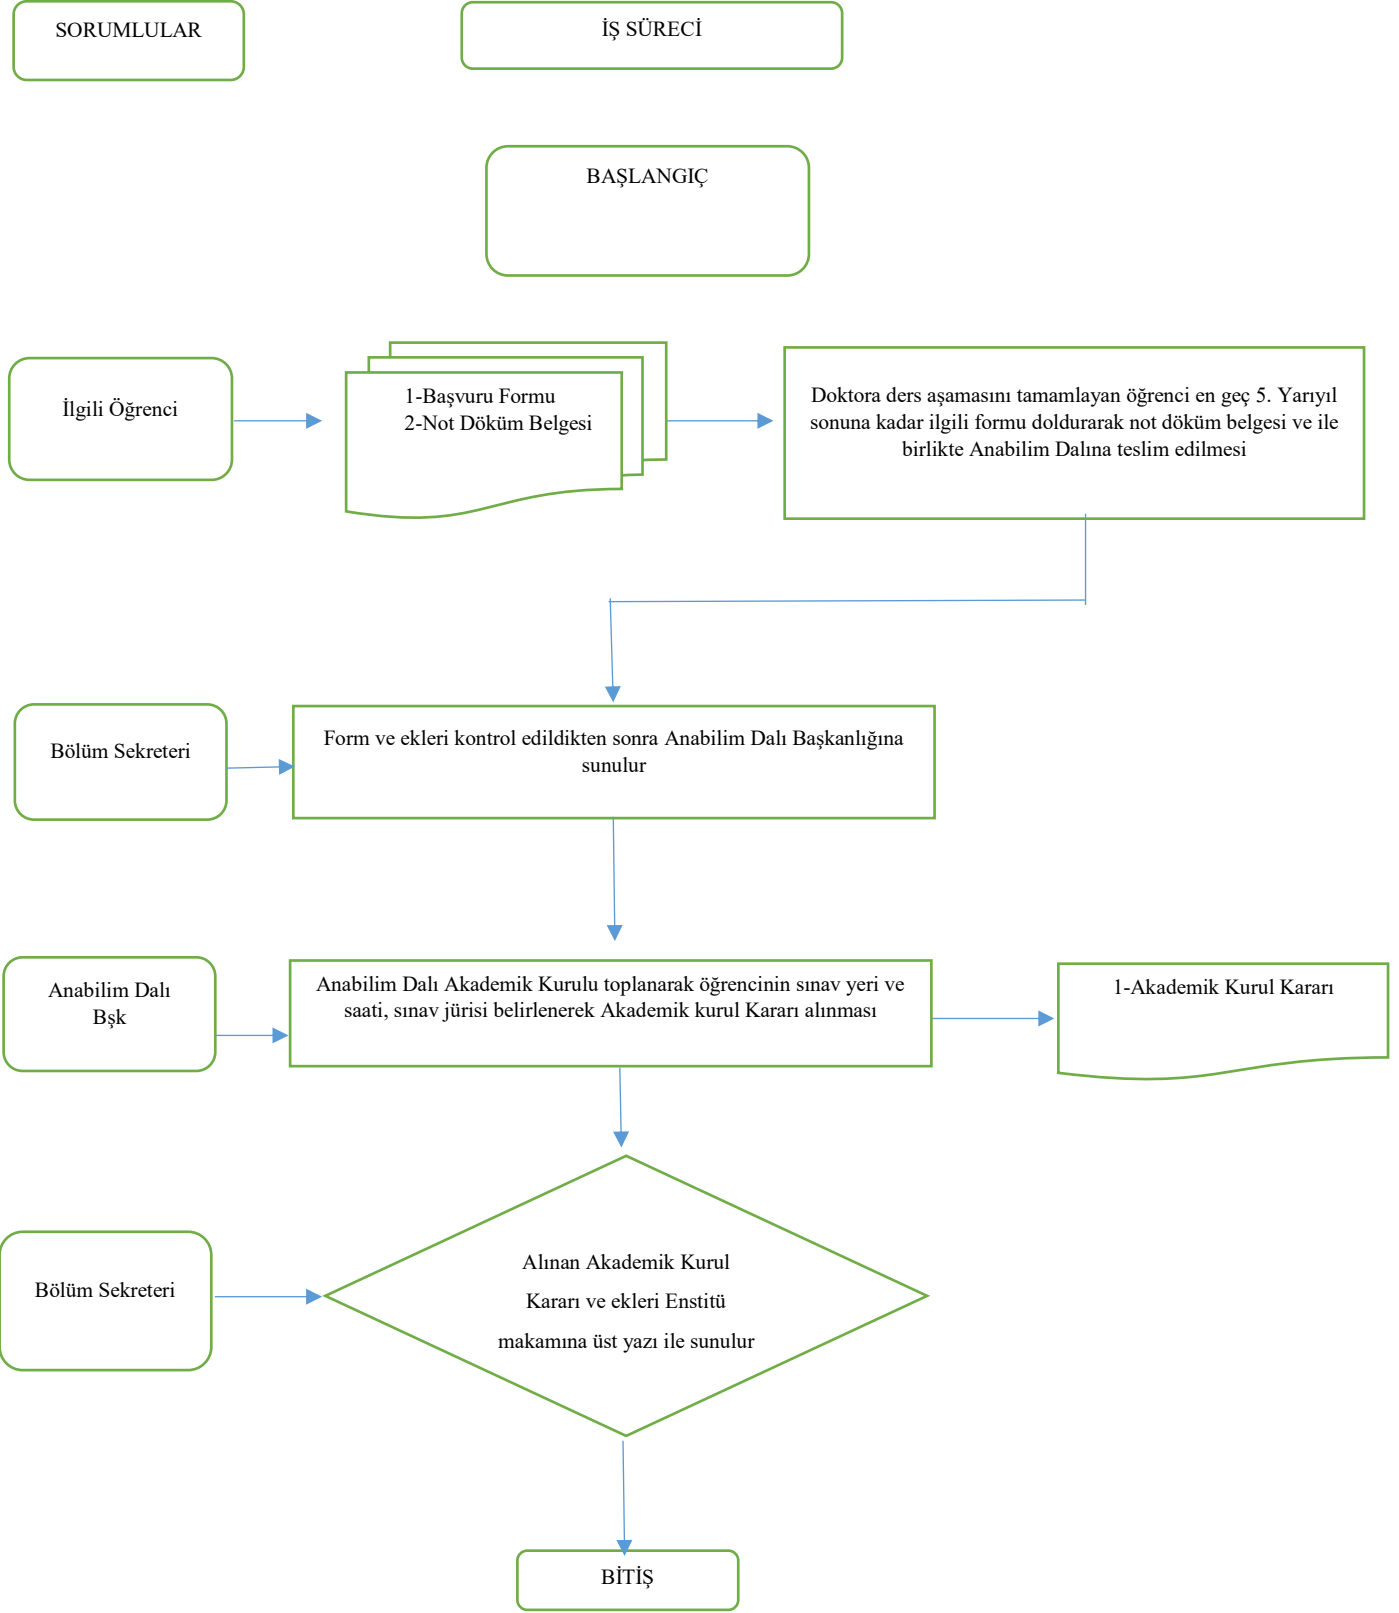 SORUMLULAR
İŞ SÜRECİ
BAŞLANGIÇ
İlgili Öğrenci
1-Başvuru Formu
2-Not Döküm Belgesi
Doktora ders aşamasını tamamlayan öğrenci en geç 5. Yarıyıl
sonuna kadar ilgili formu doldurarak not döküm belgesi ve ile
birlikte Anabilim Dalına teslim edilmesi
Bölüm Sekreteri
Form ve ekleri kontrol edildikten sonra Anabilim Dalı Başkanlığına
sunulur
Anabilim Dalı
Bşk
Anabilim Dalı Akademik Kurulu toplanarak öğrencinin sınav yeri ve
saati, sınav jürisi belirlenerek Akademik kurul Kararı alınması
1-Akademik Kurul Kararı
Bölüm Sekreteri
Alınan Akademik Kurul
Kararı ve ekleri Enstitü
makamına üst yazı ile sunulur
BİTİŞ